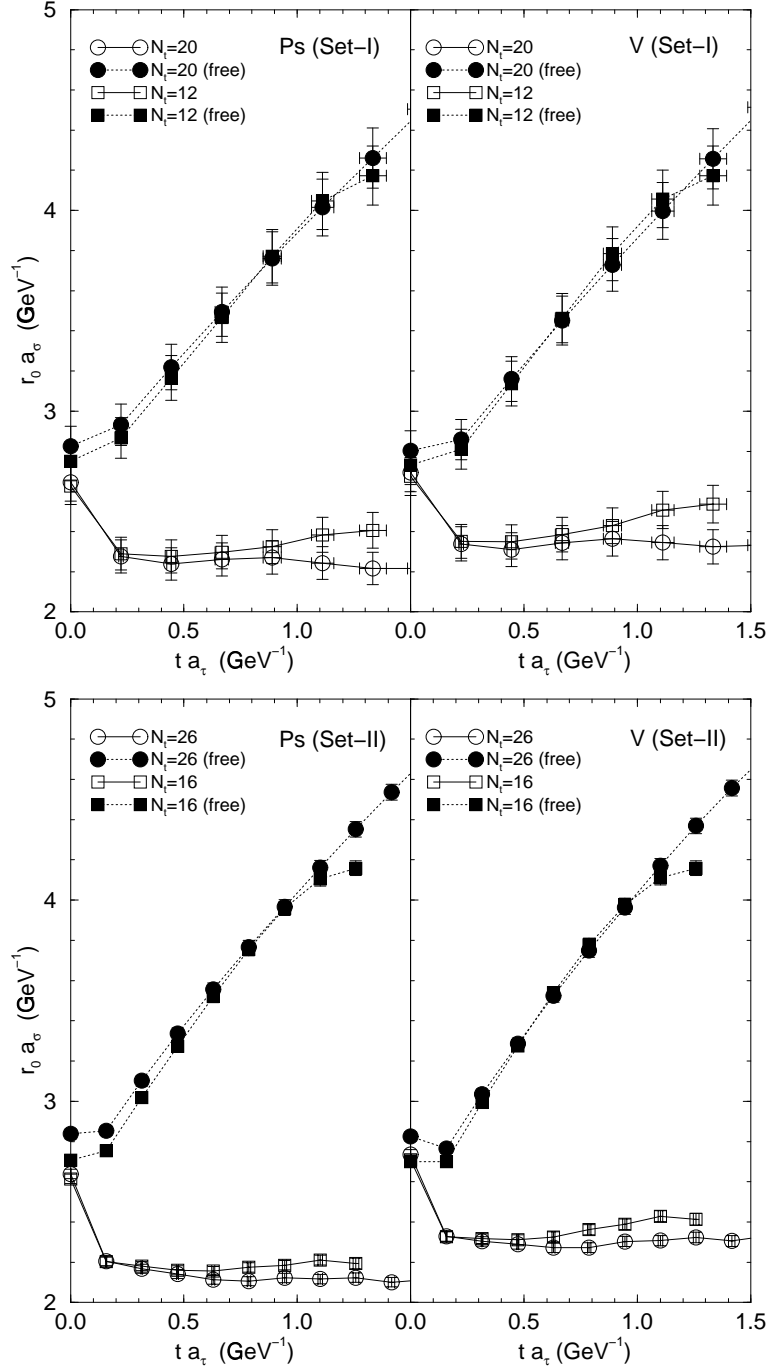 5
Ps (Set–I)
V (Set–I)
N_t=20
N_t=20 (free)
N_t=12
N_t=12 (free)
N_t=20
N_t=20 (free)
N_t=12
N_t=12 (free)
4
r_0 a_σ (GeV^{-1})
3
2
0.0
0.5
1.0
0.0
0.5
1.0
1.5
t a_τ (GeV^{-1})
t a_τ (GeV^{-1})
5
Ps (Set–II)
V (Set–II)
N_t=26
N_t=26 (free)
N_t=16
N_t=16 (free)
N_t=26
N_t=26 (free)
N_t=16
N_t=16 (free)
4
r_0 a_σ (GeV^{-1})
3
2
0.0
0.5
1.0
0.0
0.5
1.0
1.5
t a_τ (GeV^{-1})
t a_τ (GeV^{-1})